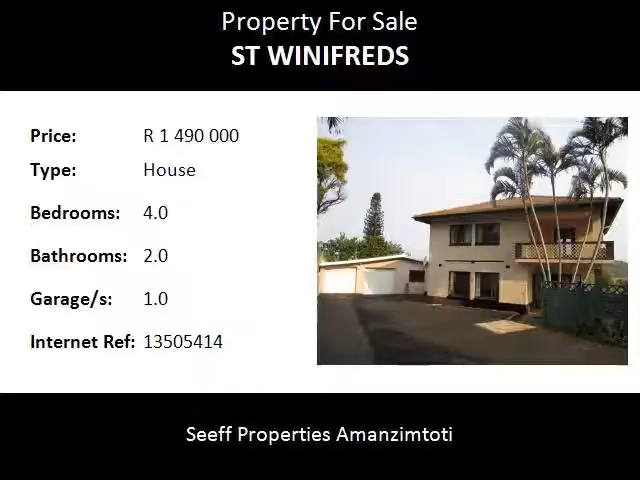 Property For Sale
ST WINIFREDS
Price: R 1 490 000
Type: House
Bedrooms: 4.0
Bathrooms: 2.0
Garage/s: 1.0
Internet Ref: 13505414
Seeff Properties Amanzimtoti